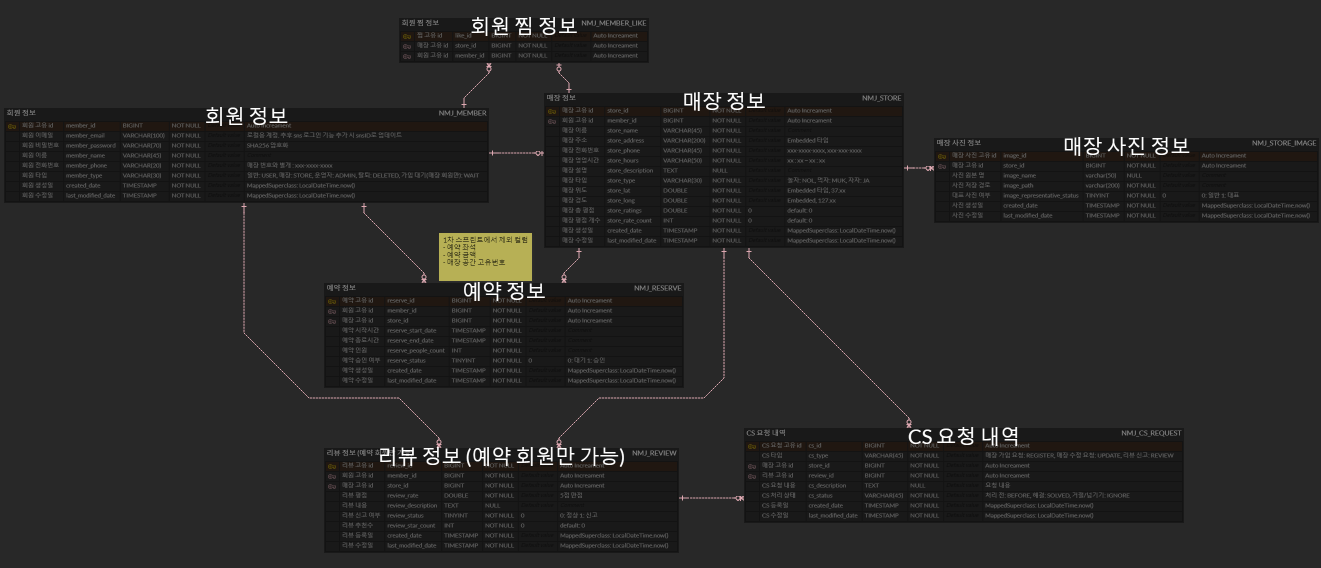 회원 찜 정보 NMJ_MEMBER_LIKE
회원 찜 정보
찜 고유 id like_id BIGINT NOT NULL Auto Increament
매장 고유 id store_id BIGINT NOT NULL Auto Increament
회원 고유 id member_id BIGINT NOT NULL Auto Increament
회원 정보 NMJ_MEMBER
회원 정보
회원 고유 id member_id BIGINT NOT NULL Auto Increament
회원 이메일 member_email VARCHAR(100) NOT NULL
회원 비밀번호 member_password VARCHAR(70) NOT NULL SHA256 암호화
회원 이름 member_name VARCHAR(45) NOT NULL
회원 전화번호 member_phone VARCHAR(20) NOT NULL 매장 번호와 별개 : xxx-xxxx-xxxx
회원 타입 member_type VARCHAR(30) NOT NULL 일반: USER, 매장: STORE, 운영자: ADMIN, 탈퇴: DELETED, 가입 대기(매장 회원만) WAIT
회원 생성일 created_date TIMESTAMP NOT NULL MappedSuperclass: LocalDateTime.now()
회원 수정일 last_modified_date TIMESTAMP NOT NULL MappedSuperclass: LocalDateTime.now()
매장 정보 NMJ_STORE
매장 정보
매장 고유 id store_id BIGINT NOT NULL Auto Increament
회원 고유 id member_id BIGINT NOT NULL Auto Increament
매장 이름 store_name VARCHAR(45) NOT NULL
매장 주소 store_address VARCHAR(200) NOT NULL Embedded 타입
매장 전화번호 store_phone VARCHAR(45) NOT NULL xxx-xxxx-xxxx, xxx-xxx-xxxx
매장 영업시간 store_hours VARCHAR(50) NOT NULL xx : xx ~ xx : xx
매장 설명 store_description TEXT NULL
매장 타입 store_type VARCHAR(30) NOT NULL 놀자: NOL, 먹자: MUK, 자자: JA
매장 위도 store_lat DOUBLE NOT NULL Embedded 타입, 37.xx
매장 경도 store_long DOUBLE NOT NULL Embedded, 127.xx
매장 총 평점 store_ratings DOUBLE NOT NULL 0 default: 0
매장 평점 개수 store_rate_count INT NOT NULL 0 default: 0
매장 생성일 created_date TIMESTAMP NOT NULL MappedSuperclass: LocalDateTime.now()
매장 수정일 last_modified_date TIMESTAMP NOT NULL MappedSuperclass: LocalDateTime.now()
매장 사진 정보 NMJ_STORE_IMAGE
매장 사진 정보
매장 사진 고유 id image_id BIGINT NOT NULL Auto Increament
매장 고유 id store_id BIGINT NOT NULL Auto Increament
사진 원본 명 image_name varchar(50) NULL
사진 저장 경로 image_path varchar(200) NOT NULL
대표 사진 여부 image_representative_status TINYINT NOT NULL 0 0: 일반 1: 대표
사진 생성일 created_date TIMESTAMP NOT NULL MappedSuperclass: LocalDateTime.now()
사진 수정일 last_modified_date TIMESTAMP NOT NULL MappedSuperclass: LocalDateTime.now()
1차 스프린트에서 제외 컬럼
- 예약 좌석
- 예약 금액
- 매장 공간 고유번호
예약 정보 NMJ_RESERVE
예약 정보
예약 고유 id reserve_id BIGINT NOT NULL Auto Increament
회원 고유 id member_id BIGINT NOT NULL Auto Increament
매장 고유 id store_id BIGINT NOT NULL Auto Increament
예약 시작시간 reserve_start_date TIMESTAMP NOT NULL
예약 종료시간 reserve_end_date TIMESTAMP NOT NULL
예약 인원 reserve_people_count INT NOT NULL
예약 승인 여부 reserve_status TINYINT NOT NULL 0 0: 대기 1: 승인
예약 생성일 created_date TIMESTAMP NOT NULL MappedSuperclass: LocalDateTime.now()
예약 수정일 last_modified_date TIMESTAMP NOT NULL MappedSuperclass: LocalDateTime.now()
리뷰 정보 (예약 회원만 가능) NMJ_REVIEW
리뷰 고유 id BIGINT NOT NULL Auto Increament
회원 고유 id member_id BIGINT NOT NULL Auto Increament
매장 고유 id store_id BIGINT NOT NULL Auto Increament
리뷰 평점 review_rate DOUBLE NOT NULL 5점 만점
리뷰 내용 review_description TEXT NULL
리뷰 신고 여부 review_status TINYINT NOT NULL 0 0: 정상 1: 신고
리뷰 추천수 review_star_count INT NOT NULL 0 default: 0
리뷰 등록일 created_date TIMESTAMP NOT NULL MappedSuperclass: LocalDateTime.now()
리뷰 수정일 last_modified_date TIMESTAMP NOT NULL MappedSuperclass: LocalDateTime.now()
CS 요청 내역 NMJ_CS_REQUEST
CS 요청 내역
CS 요청 고유 id cs_id BIGINT NOT NULL Auto Increament
CS 타입 cs_type VARCHAR(45) NOT NULL 매장 가입 요청: REGISTER, 매장 수정 요청: UPDATE, 리뷰 신고: REVIEW
매장 고유 id store_id BIGINT NOT NULL Auto Increament
리뷰 고유 id review_id BIGINT NOT NULL Auto Increament
CS 요청 내용 cs_description TEXT NULL 요청 내용
CS 처리 상태 cs_status VARCHAR(45) NOT NULL 처리 전: BEFORE, 해결: SOLVED, 거절/넘기기: IGNORE
CS 등록일 created_date TIMESTAMP NOT NULL MappedSuperclass: LocalDateTime.now()
CS 수정일 last_modified_date TIMESTAMP NOT NULL MappedSuperclass: LocalDateTime.now()